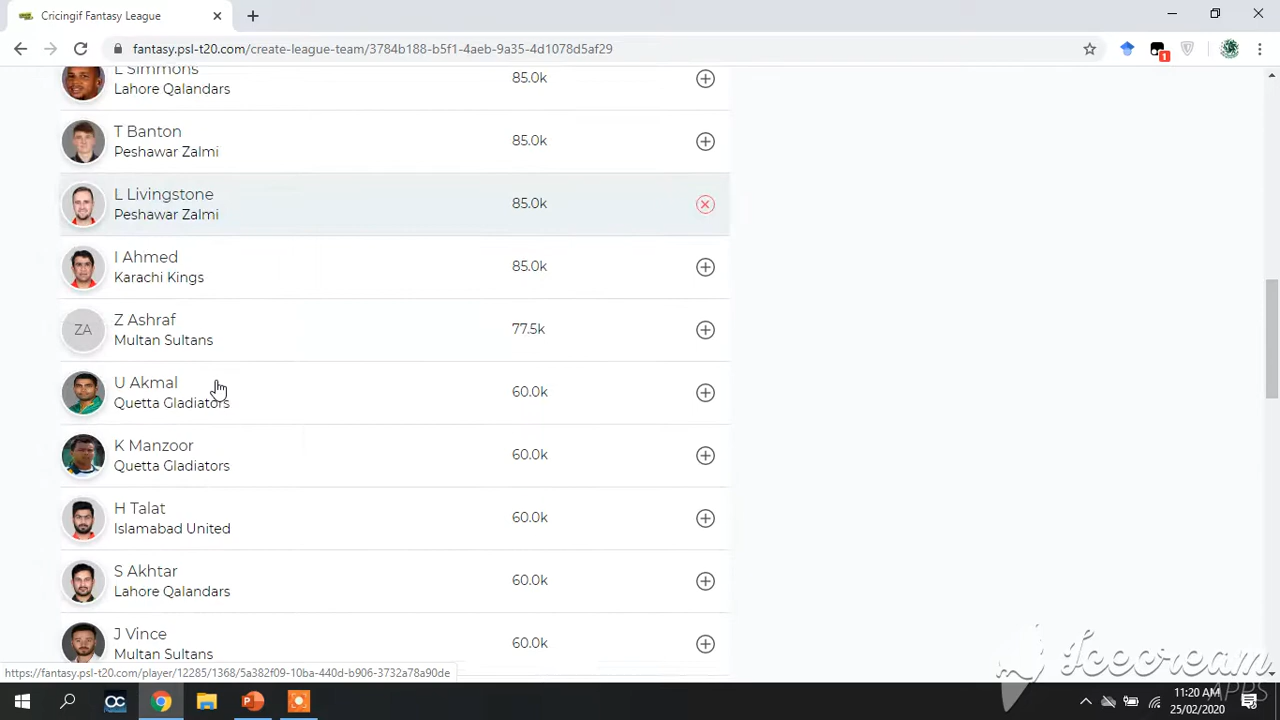 Cricingif Fantasy League
fantasy.psl-t20.com/create-league-team/3784b188-b5f1-4aeb-9a35-4d1078d5af29
1
L Simmons
Lahore Qalandars
85.0k
T Banton
Peshawar Zalmi
85.0k
L Livingstone
Peshawar Zalmi
85.0k
I Ahmed
Karachi Kings
85.0k
ZA
Z Ashraf
Multan Sultans
77.5k
U Akmal
Quetta Gladiators
60.0k
K Manzoor
Quetta Gladiators
60.0k
H Talat
Islamabad United
60.0k
S Akhtar
Lahore Qalandars
60.0k
J Vince
Multan Sultans
60.0k
https://fantasy.psl-t20.com/player/12285/1368/5a382f09-10ba-440d-b906-3732a78a90de
Icecream
APPS
11:20 AM
25/02/2020